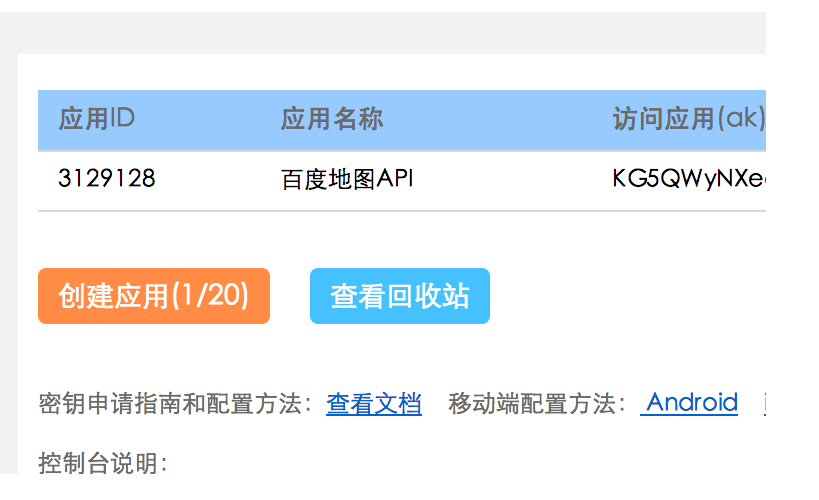 应用ID 应用名称 访问应用(ak)
3129128 百度地图API KG5QWyNXe
创建应用(1/20) 查看回收站
密钥申请指南和配置方法：查看文档 移动端配置方法： Android
控制台说明：